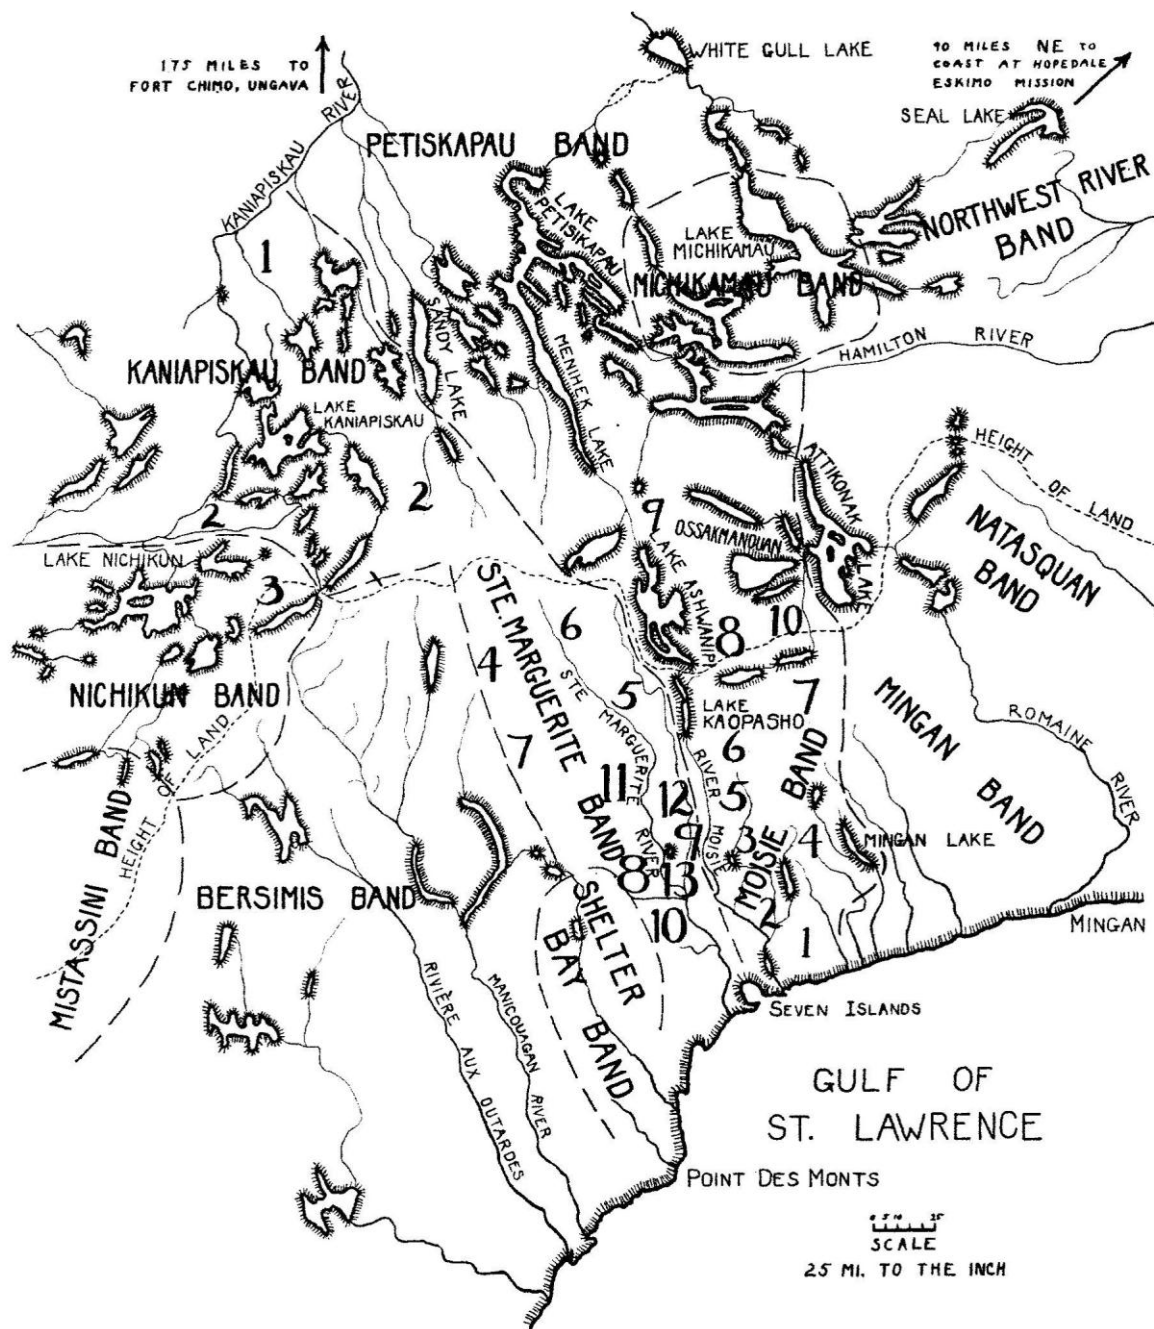 175 MILES TO
FORT CHIMO, UNGAVA
WHITE GULL LAKE
90 MILES NE TO
COAST AT HOPEDALE
ESKIMO MISSION
SEAL LAKE
KANIAPISKAU RIVER
PETISKAPAU BAND
LAKE PETISIKAPAU
LAKE
MICHIKAMAU
MICHIKAMAU BAND
NORTHWEST RIVER
BAND
1
KANIAPISKAU BAND
LAKE
KANIAPISKAU
SANDY LAKE
MENIHEK LAKE
HAMILTON RIVER
ATTIKONAK LAKE
HEIGHT OF LAND
2
2
9
OSSAKMANOUAN
LAKE ASHWANIPI
NATASQUAN
BAND
LAKE NICHIKUN
3
NICHIKUN BAND
STE. MARGUERITE BAND
6
4
5
7
11
12
8
9
13
10
STE MARGUERITE RIVER
8
10
7
LAKE
KAOPASHO
6
5
3
4
2
1
MOISIE RIVER
MOISIE BAND
MINGAN LAKE
MINGAN BAND
ROMAINE RIVER
MINGAN
HEIGHT OF LAND
MISTASSINI BAND
BERSIMIS BAND
SHELTER
BAY BAND
RIVIÈRE AUX OUTARDES
MANICOUAGAN RIVER
SEVEN ISLANDS
GULF OF
ST. LAWRENCE
POINT DES MONTS
0 5 10 25
SCALE
25 MI. TO THE INCH